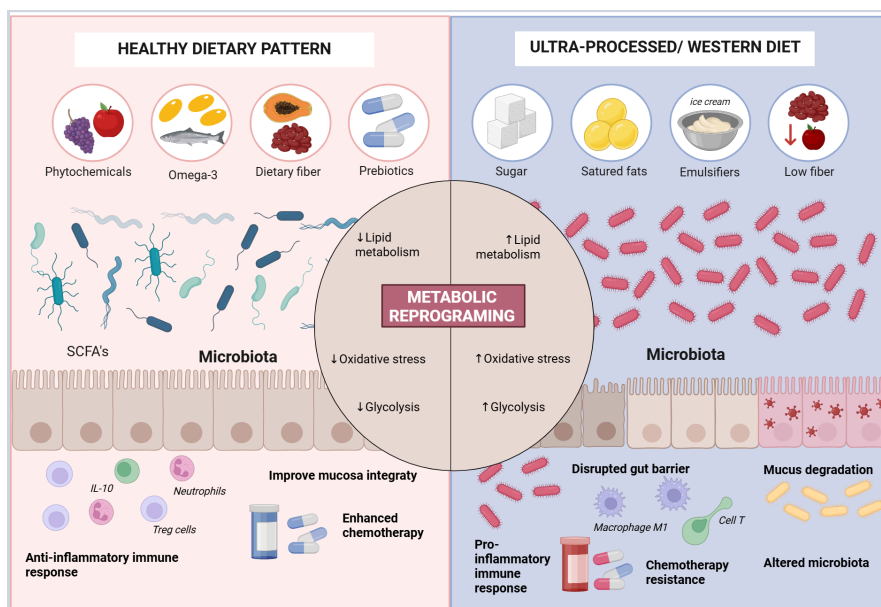 HEALTHY DIETARY PATTERN
ULTRA-PROCESSED/ WESTERN DIET
ice cream
Phytochemicals
Omega-3
Dietary fiber
Prebiotics
Sugar
Satured fats
Emulsifiers
Low fiber
↓Lipid
metabolism
↑Lipid
metabolism
METABOLIC
REPROGRAMING
SCFA's
Microbiota
Microbiota
↓Oxidative stress
↑Oxidative stress
↓Glycolysis
↑Glycolysis
IL-10
Neutrophils
Treg cells
Improve mucosa integraty
Enhanced
chemotherapy
Anti-inflammatory immune
response
Disrupted gut barrier
Mucus degradation
Macrophage M1
Cell T
Pro-
inflammatory
immune
response
Chemotherapy
resistance
Altered microbiota